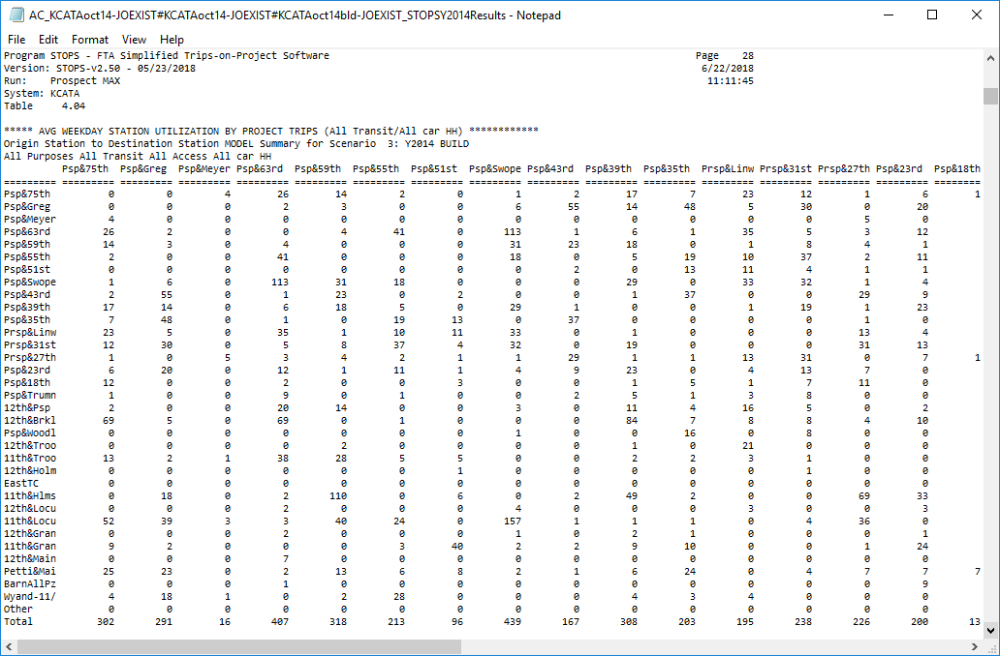 AC_KCATAoct14-JOEXIST#KCATAoct14-JOEXIST#KCATAoct14bld-JOEXIST_STOPSY2014Results - Notepad
File Edit Format View Help
Program STOPS - FTA Simplified Trips-on-Project Software Page 28
Version: STOPS-v2.50 - 05/23/2018 6/22/2018
Run: Prospect MAX 11:11:45
System: KCATA
Table 4.04
***** AVG WEEKDAY STATION UTILIZATION BY PROJECT TRIPS (All Transit/All car HH) ************
Origin Station to Destination Station MODEL Summary for Scenario 3: Y2014 BUILD
All Purposes All Transit All Access All car HH
Psp&75th Psp&Greg Psp&Meyer Psp&63rd Psp&59th Psp&55th Psp&51st Psp&Swope Psp&43rd Psp&39th Psp&35th Prsp&Linw Prsp&31st Prsp&27th Psp&23rd Psp&18th
========= ========= ========= ========= ========= ========= ========= ========= ========= ========= ========= ========= ========= ========= ========= =========
Psp&75th 0 0 4 26 14 2 0 1 2 17 7 23 12 1 6 1
Psp&Greg 0 0 0 2 3 0 0 6 55 14 48 5 30 0 20
Psp&Meyer 4 0 0 0 0 0 0 0 0 0 0 0 0 5 0
Psp&63rd 26 2 0 0 4 41 0 113 1 6 1 35 5 3 12
Psp&59th 14 3 0 4 0 0 0 31 23 18 0 1 8 4 1
Psp&55th 2 0 0 41 0 0 0 18 0 5 19 10 37 2 11
Psp&51st 0 0 0 0 0 0 0 0 2 0 13 11 4 1 1
Psp&Swope 1 6 0 113 31 18 0 0 0 29 0 33 32 1 4
Psp&43rd 2 55 0 1 23 0 2 0 0 1 37 0 0 29 9
Psp&39th 17 14 0 6 18 5 0 29 1 0 0 1 19 1 23
Psp&35th 7 48 0 1 0 19 13 0 37 0 0 0 0 1 0
Prsp&Linw 23 5 0 35 1 10 11 33 0 1 0 0 0 13 4
Prsp&31st 12 30 0 5 8 37 4 32 0 19 0 0 0 31 13
Prsp&27th 1 0 5 3 4 2 1 1 29 1 1 13 31 0 7 1
Psp&23rd 6 20 0 12 1 11 1 4 9 23 0 4 13 7 0
Psp&18th 12 0 0 2 0 0 3 0 0 1 5 1 7 11 0
Psp&Trumn 1 0 0 9 0 1 0 0 2 5 1 3 8 0 0
12th&Psp 2 0 0 20 14 0 0 3 0 11 4 16 5 0 2
12th&Brkl 69 5 0 69 0 1 0 0 0 84 7 8 8 4 10
Psp&Woodl 0 0 0 0 0 0 0 1 0 0 16 0 8 0 0
12th&Troo 0 0 0 0 2 0 0 0 0 1 0 21 0 0 0
11th&Troo 13 2 1 38 28 5 5 0 0 2 2 3 1 0 0
12th&Holm 0 0 0 0 0 0 1 0 0 0 0 0 1 0 0
EastTC 0 0 0 0 0 0 0 0 0 0 0 0 0 0 0
11th&Hlms 0 18 0 2 110 0 6 0 2 49 2 0 0 69 33
12th&Locu 0 0 0 2 0 0 0 4 0 0 0 3 0 0 3
11th&Locu 52 39 3 3 40 24 0 157 1 1 1 0 4 36 0
12th&Gran 0 0 0 2 0 0 0 1 0 2 1 0 0 0 1
11th&Gran 9 2 0 0 0 3 40 2 2 9 10 0 0 1 24
12th&Main 0 0 0 7 0 0 0 0 0 0 0 0 0 0 0
Petti&Mai 25 23 0 2 13 6 8 2 1 6 24 0 4 7 7 7
BarnAllPz 0 0 0 1 0 0 0 0 0 0 0 0 0 0 9
Wyand-11/ 4 18 1 0 2 28 0 0 0 4 3 4 0 0 0
Other 0 0 0 0 0 0 0 0 0 0 0 0 0 0 0
Total 302 291 16 407 318 213 96 439 167 308 203 195 238 226 200 13